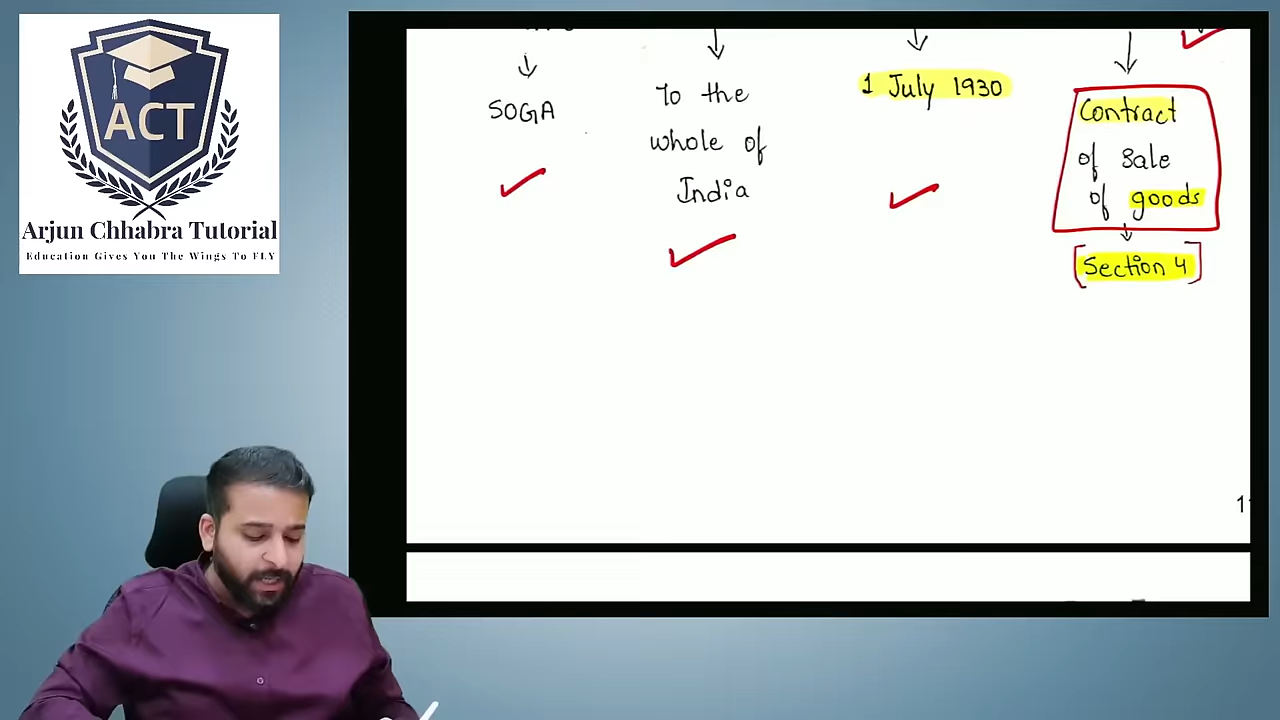 ACT
Arjun Chhabra Tutorial
Education Gives You The Wings To FLY
SOGA
To the
whole of
India
1 July 1930
Contract
of Sale
of goods
[Section 4]